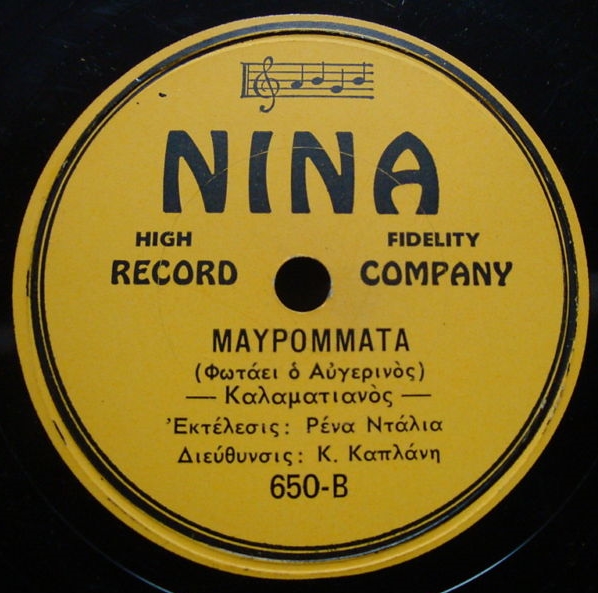 NINA
HIGH FIDELITY
RECORD COMPANY
ΜΑΥΡΟΜΜΑΤΑ
(Φωτάει ὁ Αὐγερινὸς)
— Καλαματιανὸς —
Ἐκτέλεσις: Ρένα Ντάλια
Διεύθυνσις: Κ. Καπλάνη
650-B